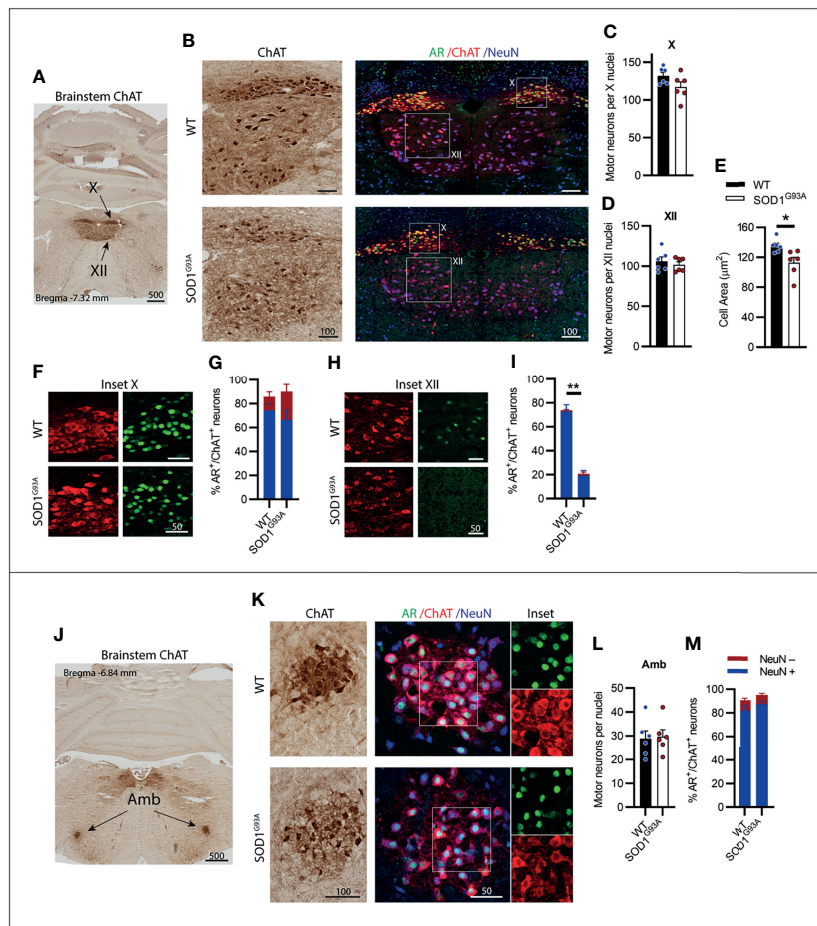 A
Brainstem ChAT
X
XII
Bregma -7.32 mm
500
B
ChAT
AR /ChAT /NeuN
WT
X
XII
SOD1G93A
X
XII
100
100
C
X
Motor neurons per X nuclei
150
100
50
0
D
XII
Motor neurons per XII nuclei
150
100
50
0
E
WT
SOD1G93A
*
Cell Area (µm2)
200
160
120
80
40
0
F
Inset X
WT
SOD1G93A
50
G
% AR+/ChAT+ neurons
80
60
40
20
0
WT
SOD1G93A
H
Inset XII
WT
SOD1G93A
50
I
**
% AR+/ChAT+ neurons
80
60
40
20
0
WT
SOD1G93A
J
Brainstem ChAT
Bregma -6.84 mm
Amb
500
K
ChAT
AR /ChAT /NeuN
Inset
WT
SOD1G93A
100
50
L
Amb
Motor neurons per nuclei
50
40
30
20
10
0
WT
SOD1G93A
M
NeuN –
NeuN +
% AR+/ChAT+ neurons
100
80
60
40
20
0
WT
SOD1G93A